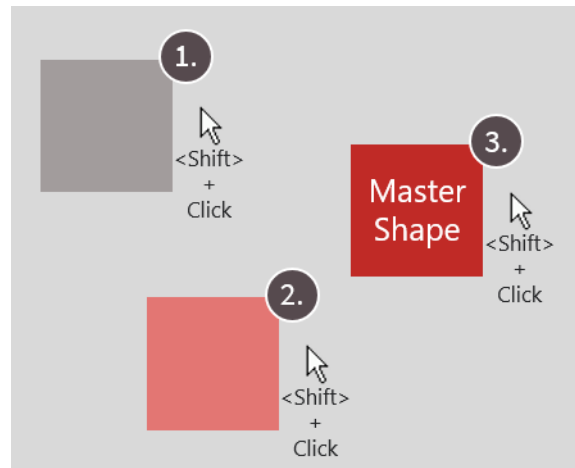 1.
<Shift>
+
Click
2.
<Shift>
+
Click
3.
Master
Shape
<Shift>
+
Click